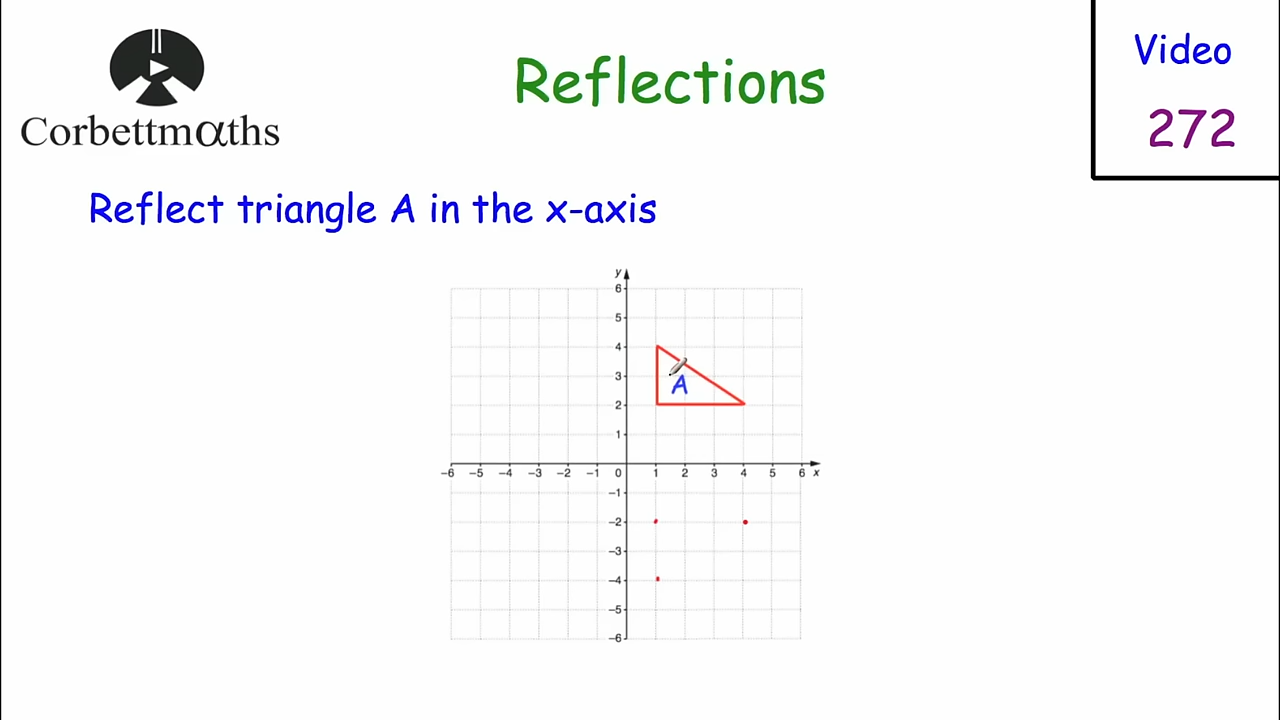 Corbettmαths
Reflections
Video
272
Reflect triangle A in the x-axis
y
6
5
4
3
A
2
1
−6 −5 −4 −3 −2 −1 0 1 2 3 4 5 6 x
−1
−2
−3
−4
−5
−6